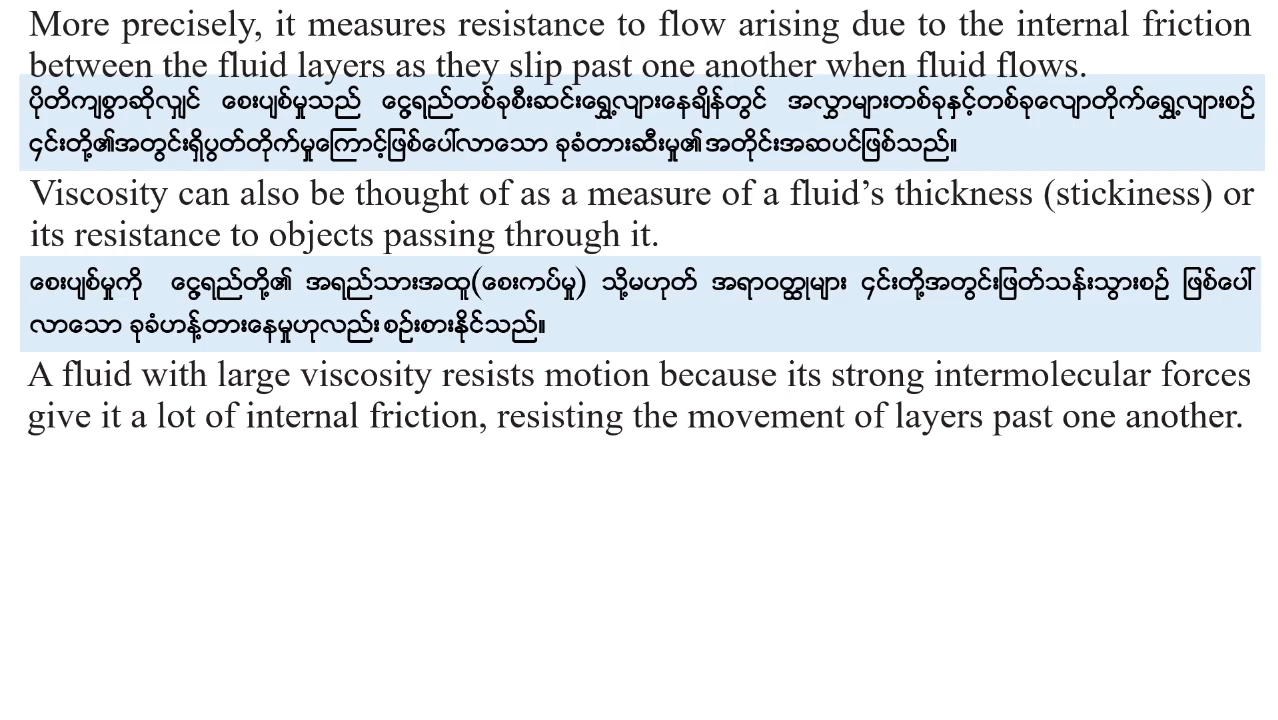 More precisely, it measures resistance to flow arising due to the internal friction
between the fluid layers as they slip past one another when fluid flows.
ပိုတိကျစွာဆိုလျှင် စေးပျစ်မှုသည် ငွေ့ရည်တစ်ခုစီးဆင်းရွှေ့လျားနေချိန်တွင် အလွှာများတစ်ခုနှင့်တစ်ခုလျောတိုက်ရွှေ့လျားစဉ်
၄င်းတို့၏အတွင်းရှိပွတ်တိုက်မှုကြောင့်ဖြစ်ပေါ်လာသော ခုခံတားဆီးမှု၏ အတိုင်းအဆပင်ဖြစ်သည်။
Viscosity can also be thought of as a measure of a fluid’s thickness (stickiness) or
its resistance to objects passing through it.
စေးပျစ်မှုကို ငွေ့ရည်တို့၏ အရည်သားအထူ(စေးကပ်မှု) သို့မဟုတ် အရာဝတ္ထုများ ၄င်းတို့အတွင်းဖြတ်သန်းသွားစဉ် ဖြစ်ပေါ်
လာသော ခုခံဟန့်တားနေမှုဟုလည်း စဉ်းစားနိုင်သည်။
A fluid with large viscosity resists motion because its strong intermolecular forces
give it a lot of internal friction, resisting the movement of layers past one another.